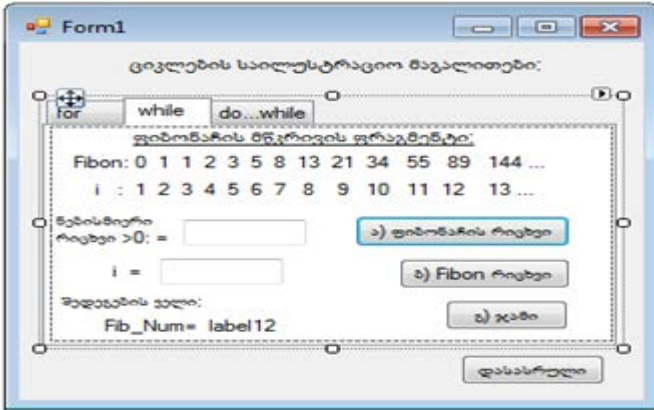 Form1
ციკლების საილუსტრაციო მაგალითები:
for while do...while
ფიბონაჩის მწკრივის ფრაგმენტი:
Fibon: 0 1 1 2 3 5 8 13 21 34 55 89 144 ...
i : 1 2 3 4 5 6 7 8 9 10 11 12 13 ...
ნებისმიერი
რიცხვი >0: =
ა) ფიბონაჩის რიცხვი
i =
ბ) Fibon რიცხვი
შედეგების ველი:
Fib_Num= label12
გ) ჯამი
დასასრული